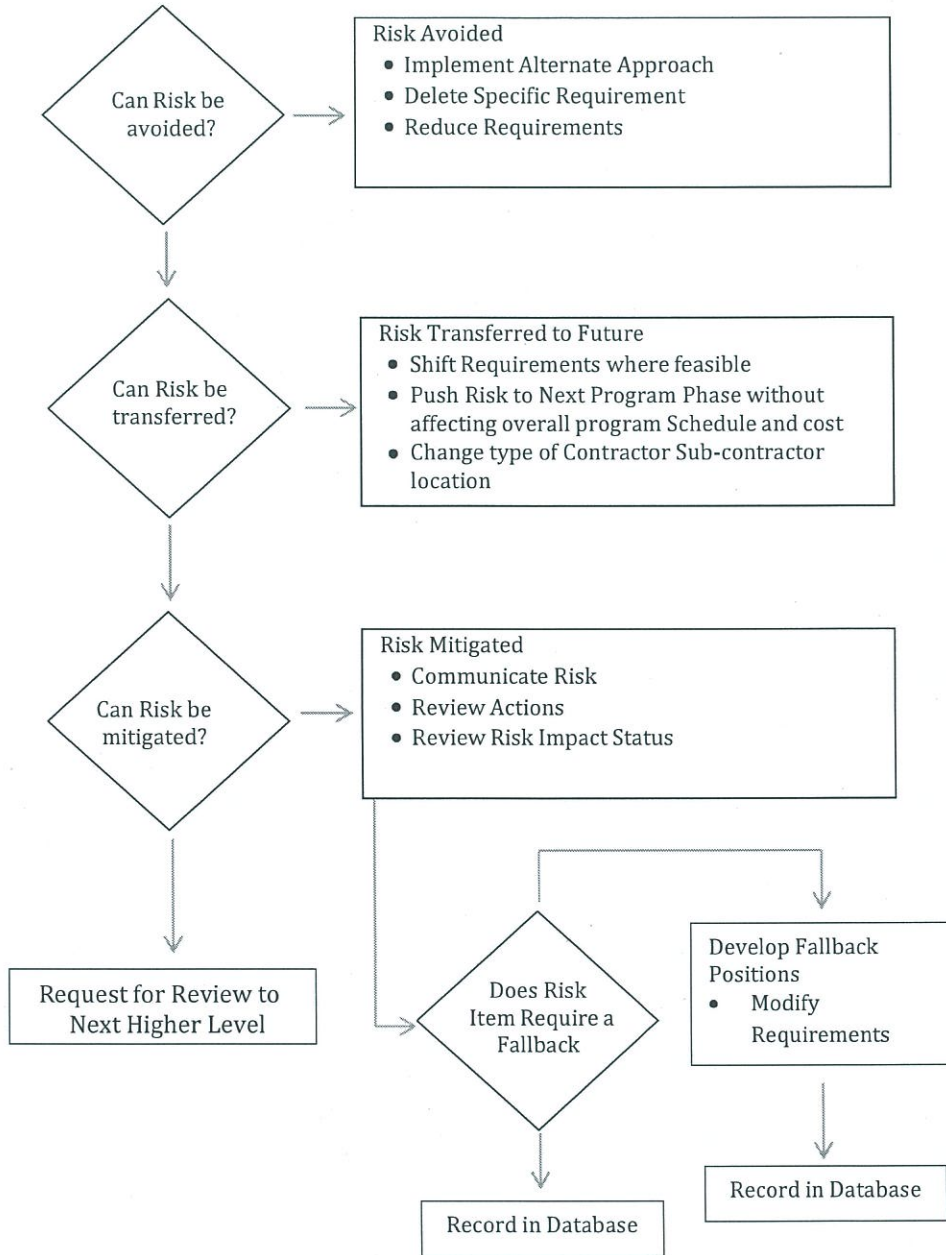 Can Risk be
avoided?
Risk Avoided
• Implement Alternate Approach
• Delete Specific Requirement
• Reduce Requirements
Can Risk be
transferred?
Risk Transferred to Future
• Shift Requirements where feasible
• Push Risk to Next Program Phase without
affecting overall program Schedule and cost
• Change type of Contractor Sub-contractor
location
Can Risk be
mitigated?
Risk Mitigated
• Communicate Risk
• Review Actions
• Review Risk Impact Status
Request for Review to
Next Higher Level
Does Risk
Item Require a
Fallback
Develop Fallback
Positions
• Modify
Requirements
Record in Database
Record in Database